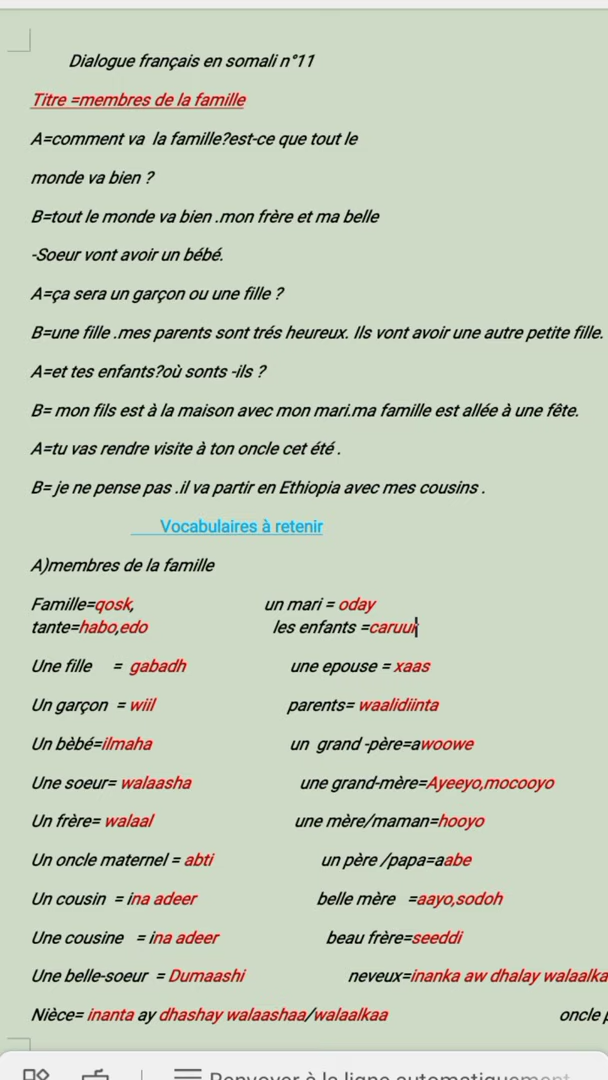 Dialogue français en somali n°11
Titre =membres de la famille
A=comment va la famille?est-ce que tout le
monde va bien ?
B=tout le monde va bien .mon frère et ma belle
-Soeur vont avoir un bébé.
A=ça sera un garçon ou une fille ?
B=une fille .mes parents sont trés heureux. Ils vont avoir une autre petite fille.
A=et tes enfants?où sonts -ils ?
B= mon fils est à la maison avec mon mari.ma famille est allée à une fête.
A=tu vas rendre visite à ton oncle cet été .
B= je ne pense pas .il va partir en Ethiopia avec mes cousins .
Vocabulaires à retenir
A)membres de la famille
Famille=qosk, un mari = oday
tante=habo,edo les enfants =caruur
Une fille = gabadh une epouse = xaas
Un garçon = wiil parents= waalidiinta
Un bèbé=ilmaha un grand -père=awoowe
Une soeur= walaasha une grand-mère=Ayeeyo,mocooyo
Un frère= walaal une mère/maman=hooyo
Un oncle maternel = abti un père /papa=aabe
Un cousin = ina adeer belle mère =aayo,sodoh
Une cousine = ina adeer beau frère=seeddi
Une belle-soeur = Dumaashi neveux=inanka aw dhalay walaalka
Nièce= inanta ay dhashay walaashaa/walaalkaa oncle p
Renvoyer à la ligne automatiquement